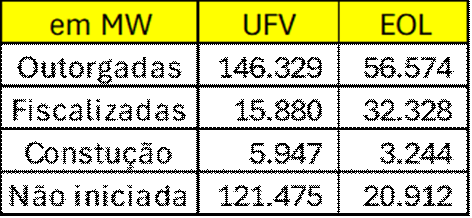 em MW UFV EOL
Outorgadas 146.329 56.574
Fiscalizadas 15.880 32.328
Constução 5.947 3.244
Não iniciada 121.475 20.912